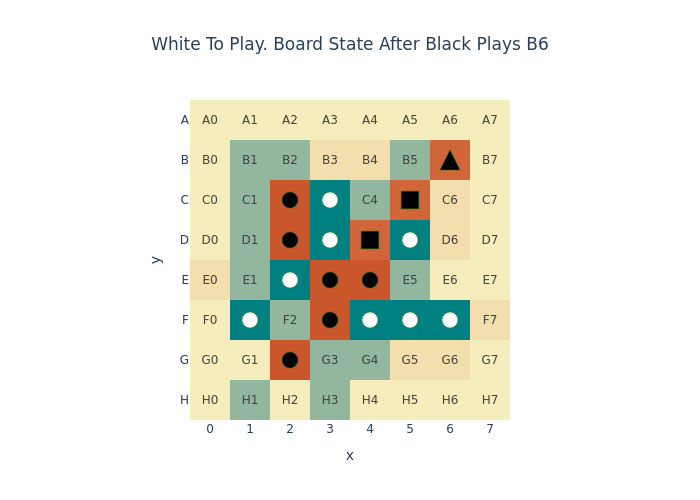 White To Play. Board State After Black Plays B6
A A0 A1 A2 A3 A4 A5 A6 A7
B B0 B1 B2 B3 B4 B5 B7
C C0 C1 C4 C6 C7
D D0 D1 D6 D7
E E0 E1 E5 E6 E7
F F0 F2 F7
G G0 G1 G3 G4 G5 G6 G7
H H0 H1 H2 H3 H4 H5 H6 H7
0 1 2 3 4 5 6 7
x
y